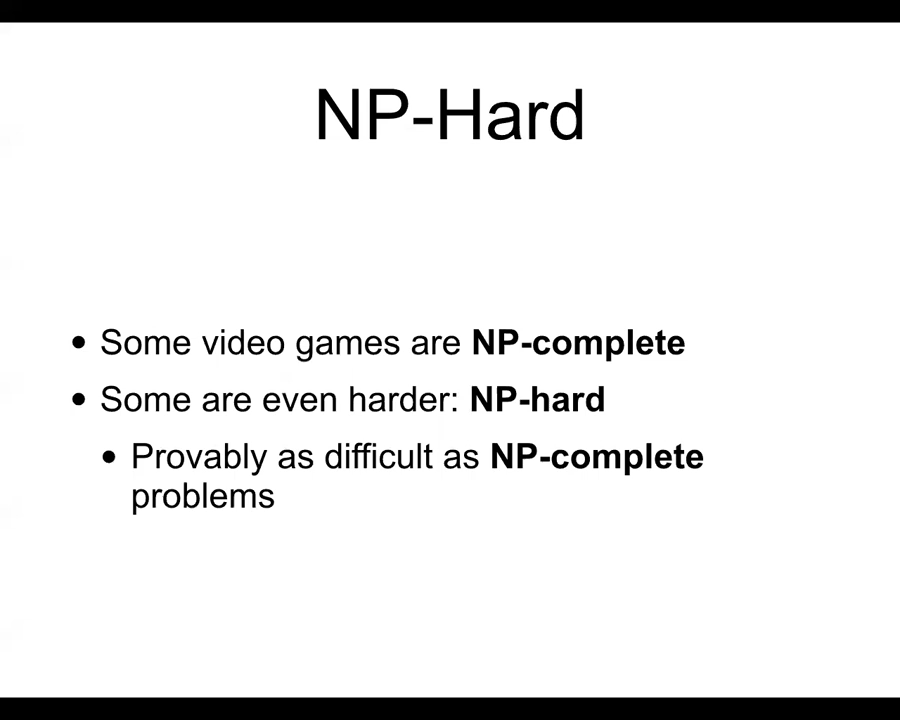 NP-Hard
• Some video games are NP-complete
• Some are even harder: NP-hard
• Provably as difficult as NP-complete
problems